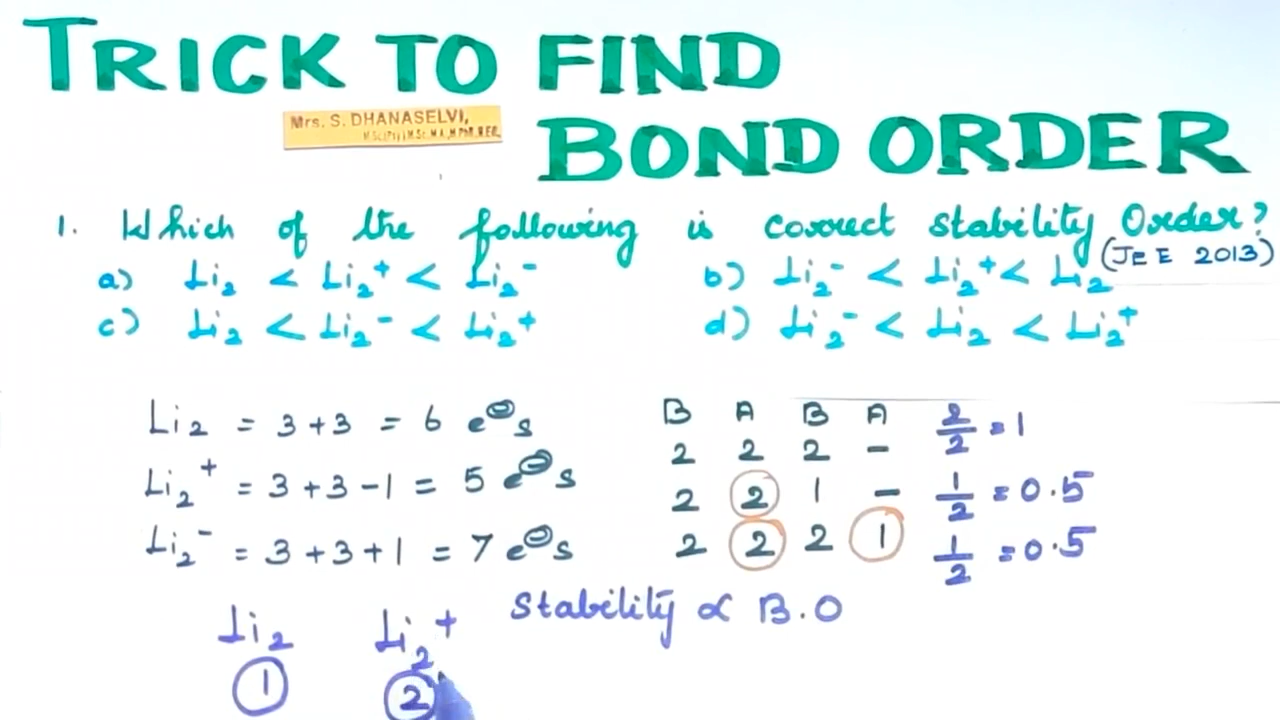 TRICK TO FIND
BOND ORDER
Mrs. S. DHANASELVI,
1. Which of the following is correct stability Order?
(JEE 2013)
a) Li₂ < Li₂⁺ < Li₂⁻ b) Li₂⁻ < Li₂⁺ < Li₂
c) Li₂ < Li₂⁻ < Li₂⁺ d) Li₂⁻ < Li₂ < Li₂⁺
B A B A
Li₂ = 3+3 = 6 e⊖s 2 2 2 – 2/2 = 1
Li₂⁺ = 3+3-1 = 5 e⊖s 2 2 1 – 1/2 = 0.5
Li₂⁻ = 3+3+1 = 7 e⊖s 2 2 2 1 1/2 = 0.5
Stability ∝ B.O
Li₂ Li₂⁺
1 2